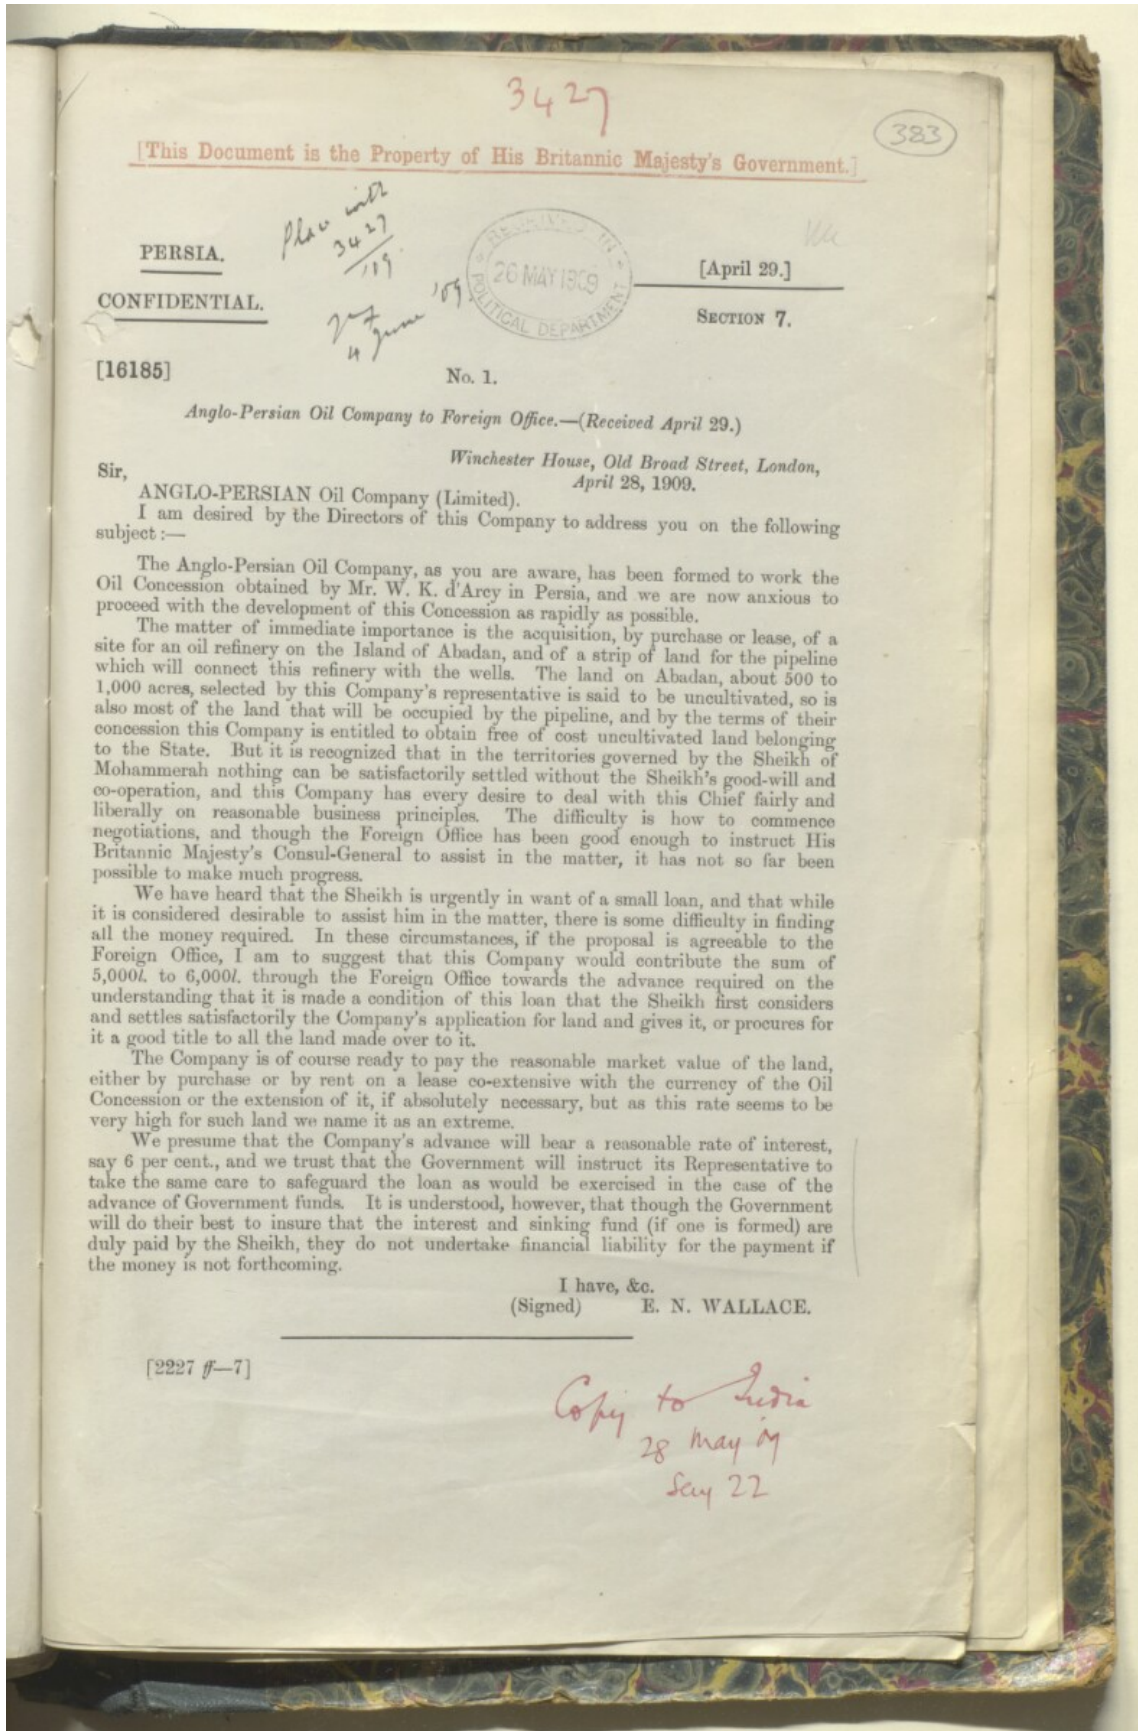 3427
383
[This Document is the Property of His Britannic Majesty's Government.]
Place with
3427
/09.
4 June '09
RECEIVED IN
26 MAY 1909
POLITICAL DEPARTMENT
PERSIA.
[April 29.]
CONFIDENTIAL.
SECTION 7.
[16185]
No. 1.
Anglo-Persian Oil Company to Foreign Office.—(Received April 29.)
Winchester House, Old Broad Street, London,
Sir,
April 28, 1909.
ANGLO-PERSIAN Oil Company (Limited).
I am desired by the Directors of this Company to address you on the following
subject :—
The Anglo-Persian Oil Company, as you are aware, has been formed to work the
Oil Concession obtained by Mr. W. K. d'Arcy in Persia, and we are now anxious to
proceed with the development of this Concession as rapidly as possible.
The matter of immediate importance is the acquisition, by purchase or lease, of a
site for an oil refinery on the Island of Abadan, and of a strip of land for the pipeline
which will connect this refinery with the wells. The land on Abadan, about 500 to
1,000 acres, selected by this Company's representative is said to be uncultivated, so is
also most of the land that will be occupied by the pipeline, and by the terms of their
concession this Company is entitled to obtain free of cost uncultivated land belonging
to the State. But it is recognized that in the territories governed by the Sheikh of
Mohammerah nothing can be satisfactorily settled without the Sheikh's good-will and
co-operation, and this Company has every desire to deal with this Chief fairly and
liberally on reasonable business principles. The difficulty is how to commence
negotiations, and though the Foreign Office has been good enough to instruct His
Britannic Majesty's Consul-General to assist in the matter, it has not so far been
possible to make much progress.
We have heard that the Sheikh is urgently in want of a small loan, and that while
it is considered desirable to assist him in the matter, there is some difficulty in finding
all the money required. In these circumstances, if the proposal is agreeable to the
Foreign Office, I am to suggest that this Company would contribute the sum of
5,000l. to 6,000l. through the Foreign Office towards the advance required on the
understanding that it is made a condition of this loan that the Sheikh first considers
and settles satisfactorily the Company's application for land and gives it, or procures for
it a good title to all the land made over to it.
The Company is of course ready to pay the reasonable market value of the land,
either by purchase or by rent on a lease co-extensive with the currency of the Oil
Concession or the extension of it, if absolutely necessary, but as this rate seems to be
very high for such land we name it as an extreme.
We presume that the Company's advance will bear a reasonable rate of interest,
say 6 per cent., and we trust that the Government will instruct its Representative to
take the same care to safeguard the loan as would be exercised in the case of the
advance of Government funds. It is understood, however, that though the Government
will do their best to insure that the interest and sinking fund (if one is formed) are
duly paid by the Sheikh, they do not undertake financial liability for the payment if
the money is not forthcoming.
I have, &c.
(Signed) E. N. WALLACE.
[2227 ff—7]
Copy to India
28 May 09
Secy 22